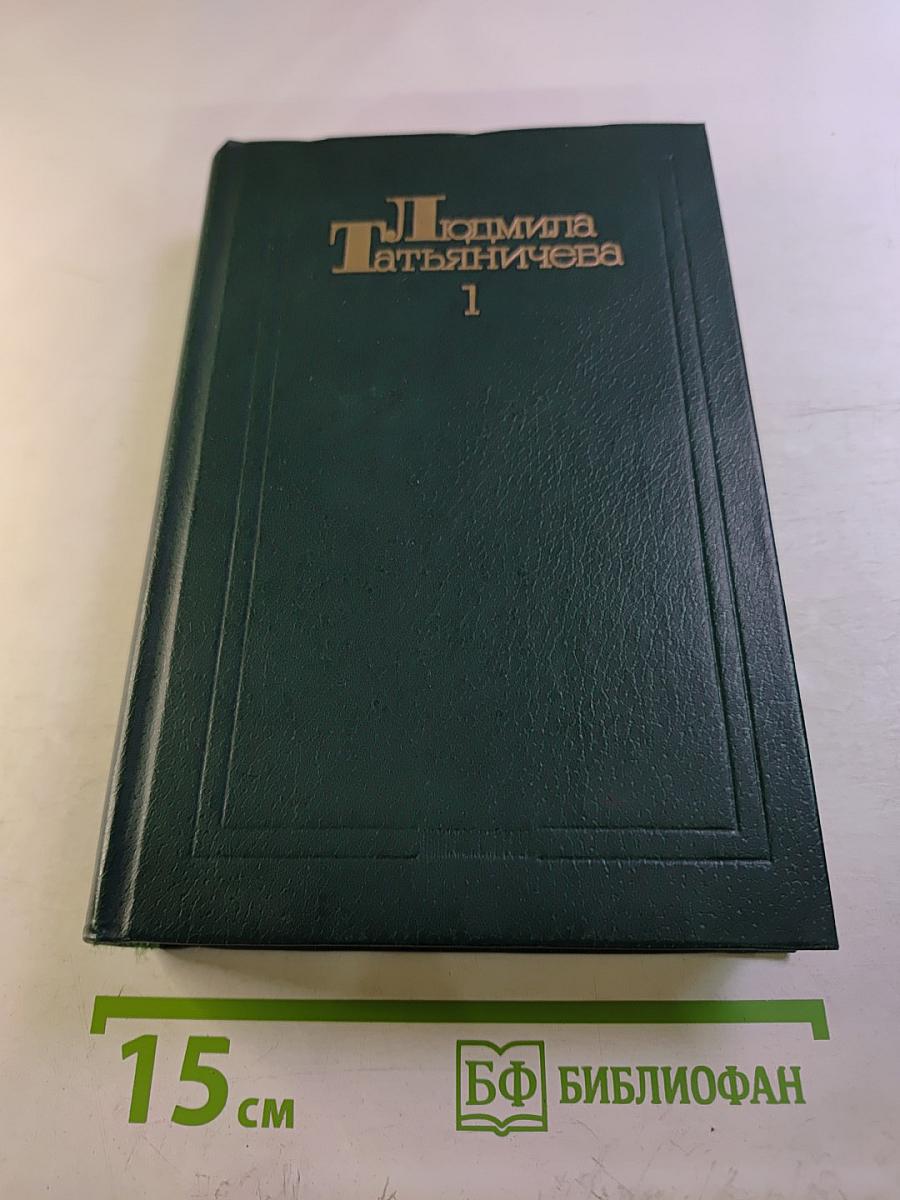 Людмила
Татьяничева
1
15 см
БФ БИБЛИОФАН